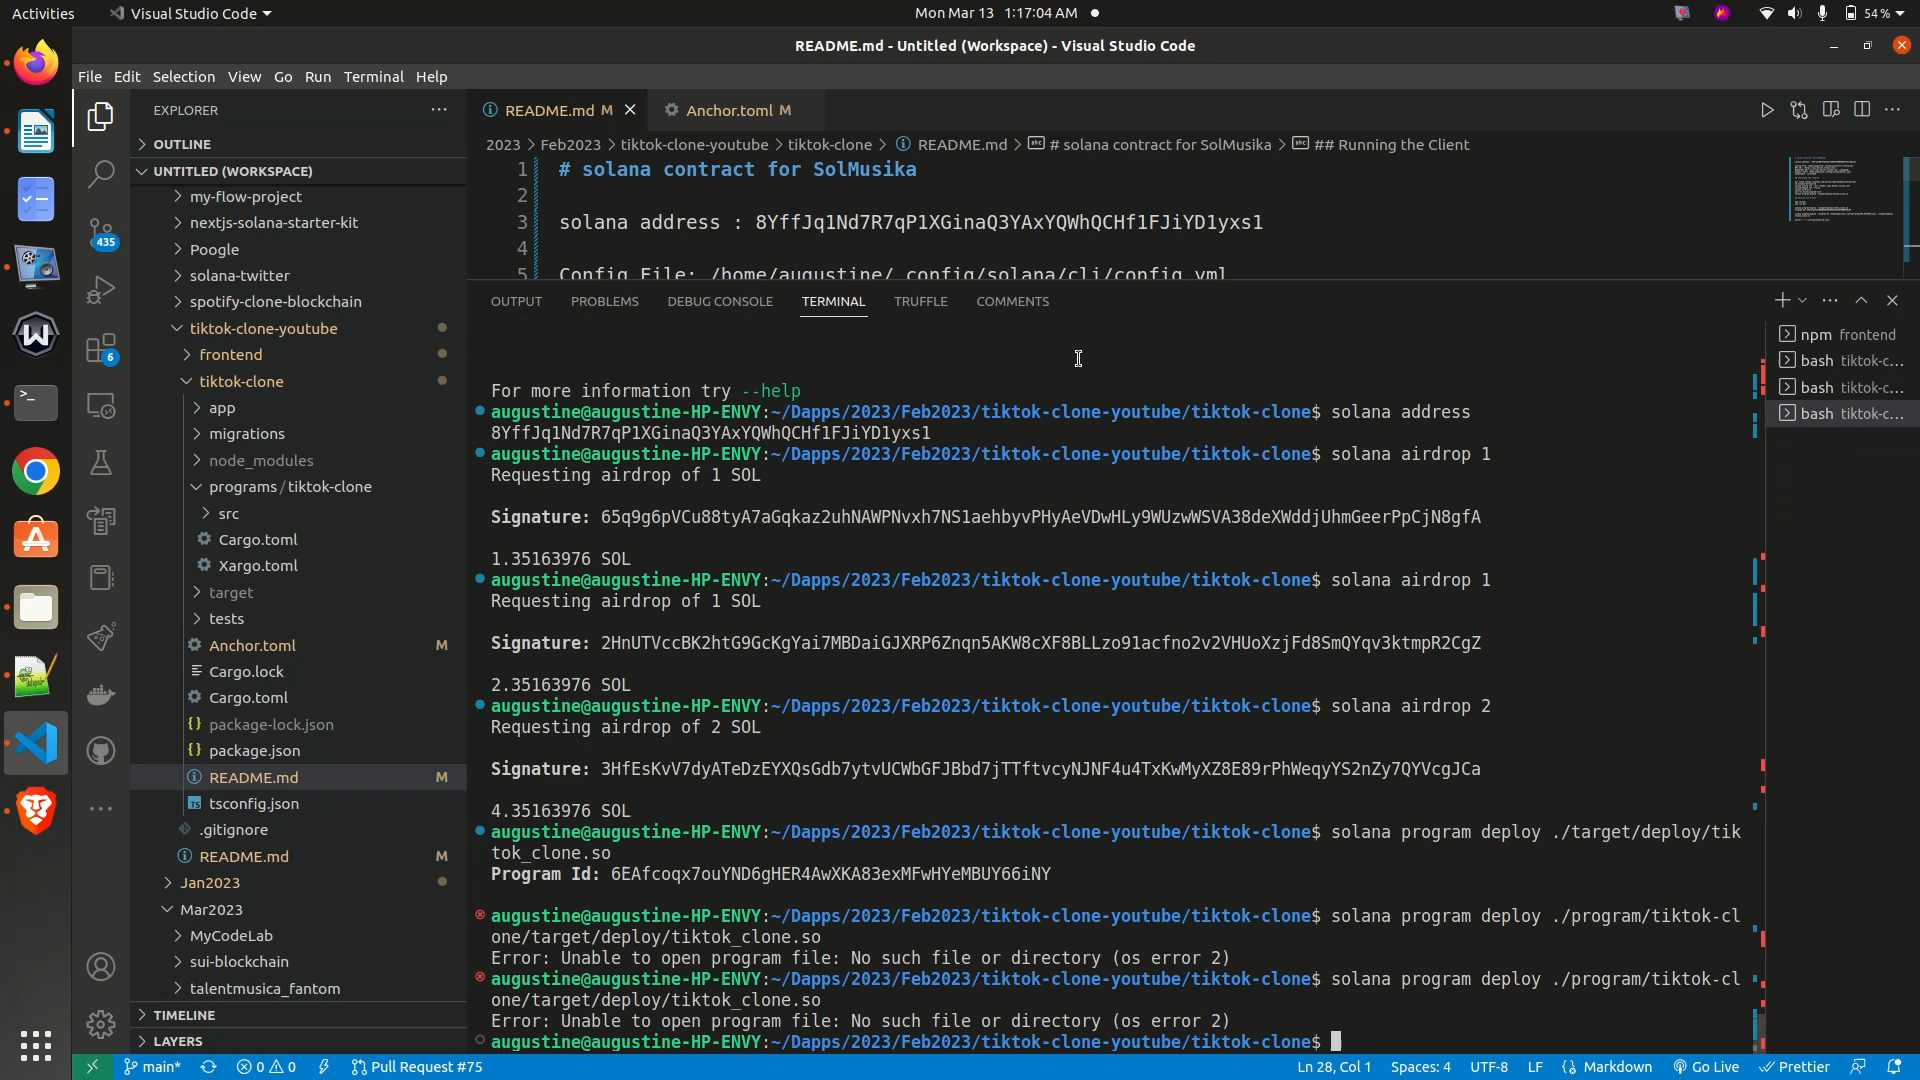 Activities
Visual Studio Code
Mon Mar 13 1:17:04 AM
54 %
README.md - Untitled (Workspace) - Visual Studio Code
File Edit Selection View Go Run Terminal Help
EXPLORER
OUTLINE
UNTITLED (WORKSPACE)
my-flow-project
nextjs-solana-starter-kit
Poogle
solana-twitter
spotify-clone-blockchain
tiktok-clone-youtube
frontend
tiktok-clone
app
migrations
node_modules
programs / tiktok-clone
src
Cargo.toml
Xargo.toml
target
tests
Anchor.toml M
Cargo.lock
Cargo.toml
package-lock.json
package.json
README.md M
tsconfig.json
.gitignore
README.md M
Jan2023
Mar2023
MyCodeLab
sui-blockchain
talentmusica_fantom
TIMELINE
LAYERS
435
6
README.md M
Anchor.toml M
2023 > Feb2023 > tiktok-clone-youtube > tiktok-clone > README.md > # solana contract for SolMusika > ## Running the Client
1 # solana contract for SolMusika
2
3 solana address : 8YffJq1Nd7R7qP1XGinaQ3YAxYQWhQCHf1FJiYD1yxs1
4
5 Config File: /home/augustine/.config/solana/cli/config.yml
OUTPUT PROBLEMS DEBUG CONSOLE TERMINAL TRUFFLE COMMENTS
For more information try --help
augustine@augustine-HP-ENVY:~/Dapps/2023/Feb2023/tiktok-clone-youtube/tiktok-clone$ solana address
8YffJq1Nd7R7qP1XGinaQ3YAxYQWhQCHf1FJiYD1yxs1
augustine@augustine-HP-ENVY:~/Dapps/2023/Feb2023/tiktok-clone-youtube/tiktok-clone$ solana airdrop 1
Requesting airdrop of 1 SOL
Signature: 65q9g6pVCu88tyA7aGqkaz2uhNAWPNvxh7NS1aehbyvPHyAeVDwHLy9WUzwWSVA38deXWddjUhmGeerPpCjN8gfA
1.35163976 SOL
augustine@augustine-HP-ENVY:~/Dapps/2023/Feb2023/tiktok-clone-youtube/tiktok-clone$ solana airdrop 1
Requesting airdrop of 1 SOL
Signature: 2HnUTVccBK2htG9GcKgYai7MBDaiGJXRP6Znqn5AKW8cXF8BLLzo91acfno2v2VHUoXzjFd8SmQYqv3ktmpR2CgZ
2.35163976 SOL
augustine@augustine-HP-ENVY:~/Dapps/2023/Feb2023/tiktok-clone-youtube/tiktok-clone$ solana airdrop 2
Requesting airdrop of 2 SOL
Signature: 3HfEsKvV7dyATeDzEYXQsGdb7ytvUCWbGFJBbd7jTTftvcyNJNF4u4TxKwMyXZ8E89rPhWeqyYS2nZy7QYVcgJCa
4.35163976 SOL
augustine@augustine-HP-ENVY:~/Dapps/2023/Feb2023/tiktok-clone-youtube/tiktok-clone$ solana program deploy ./target/deploy/tik
tok_clone.so
Program Id: 6EAfcoqx7ouYND6gHER4AwXKA83exMFwHYeMBUY66iNY
augustine@augustine-HP-ENVY:~/Dapps/2023/Feb2023/tiktok-clone-youtube/tiktok-clone$ solana program deploy ./program/tiktok-cl
one/target/deploy/tiktok_clone.so
Error: Unable to open program file: No such file or directory (os error 2)
augustine@augustine-HP-ENVY:~/Dapps/2023/Feb2023/tiktok-clone-youtube/tiktok-clone$ solana program deploy ./program/tiktok-cl
one/target/deploy/tiktok_clone.so
Error: Unable to open program file: No such file or directory (os error 2)
augustine@augustine-HP-ENVY:~/Dapps/2023/Feb2023/tiktok-clone-youtube/tiktok-clone$
npm frontend
bash tiktok-c...
bash tiktok-c...
bash tiktok-c...
main* 0 0 Pull Request #75
Ln 28, Col 1 Spaces: 4 UTF-8 LF Markdown Go Live Prettier